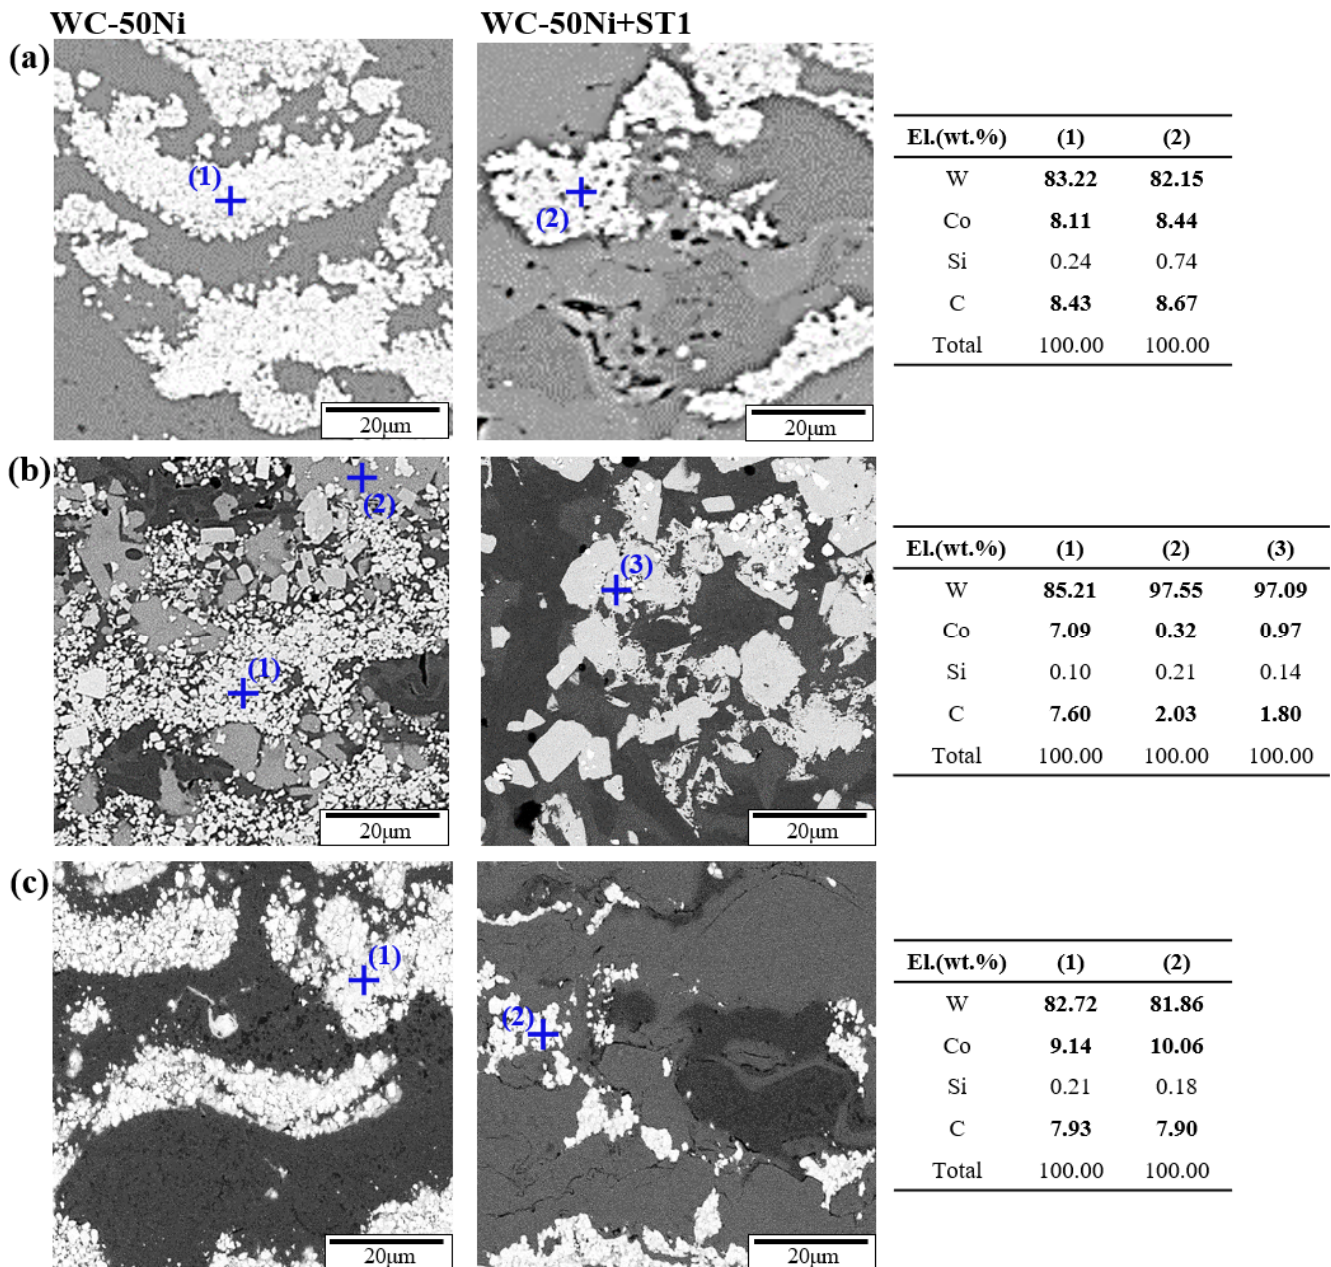 WC-50Ni WC-50Ni+ST1
(a)
(1)
(2)
20μm
20μm
El.(wt.%) (1) (2)
W 83.22 82.15
Co 8.11 8.44
Si 0.24 0.74
C 8.43 8.67
Total 100.00 100.00
(b)
(2)
(1)
(3)
20μm
20μm
El.(wt.%) (1) (2) (3)
W 85.21 97.55 97.09
Co 7.09 0.32 0.97
Si 0.10 0.21 0.14
C 7.60 2.03 1.80
Total 100.00 100.00 100.00
(c)
(1)
(2)
20μm
20μm
El.(wt.%) (1) (2)
W 82.72 81.86
Co 9.14 10.06
Si 0.21 0.18
C 7.93 7.90
Total 100.00 100.00